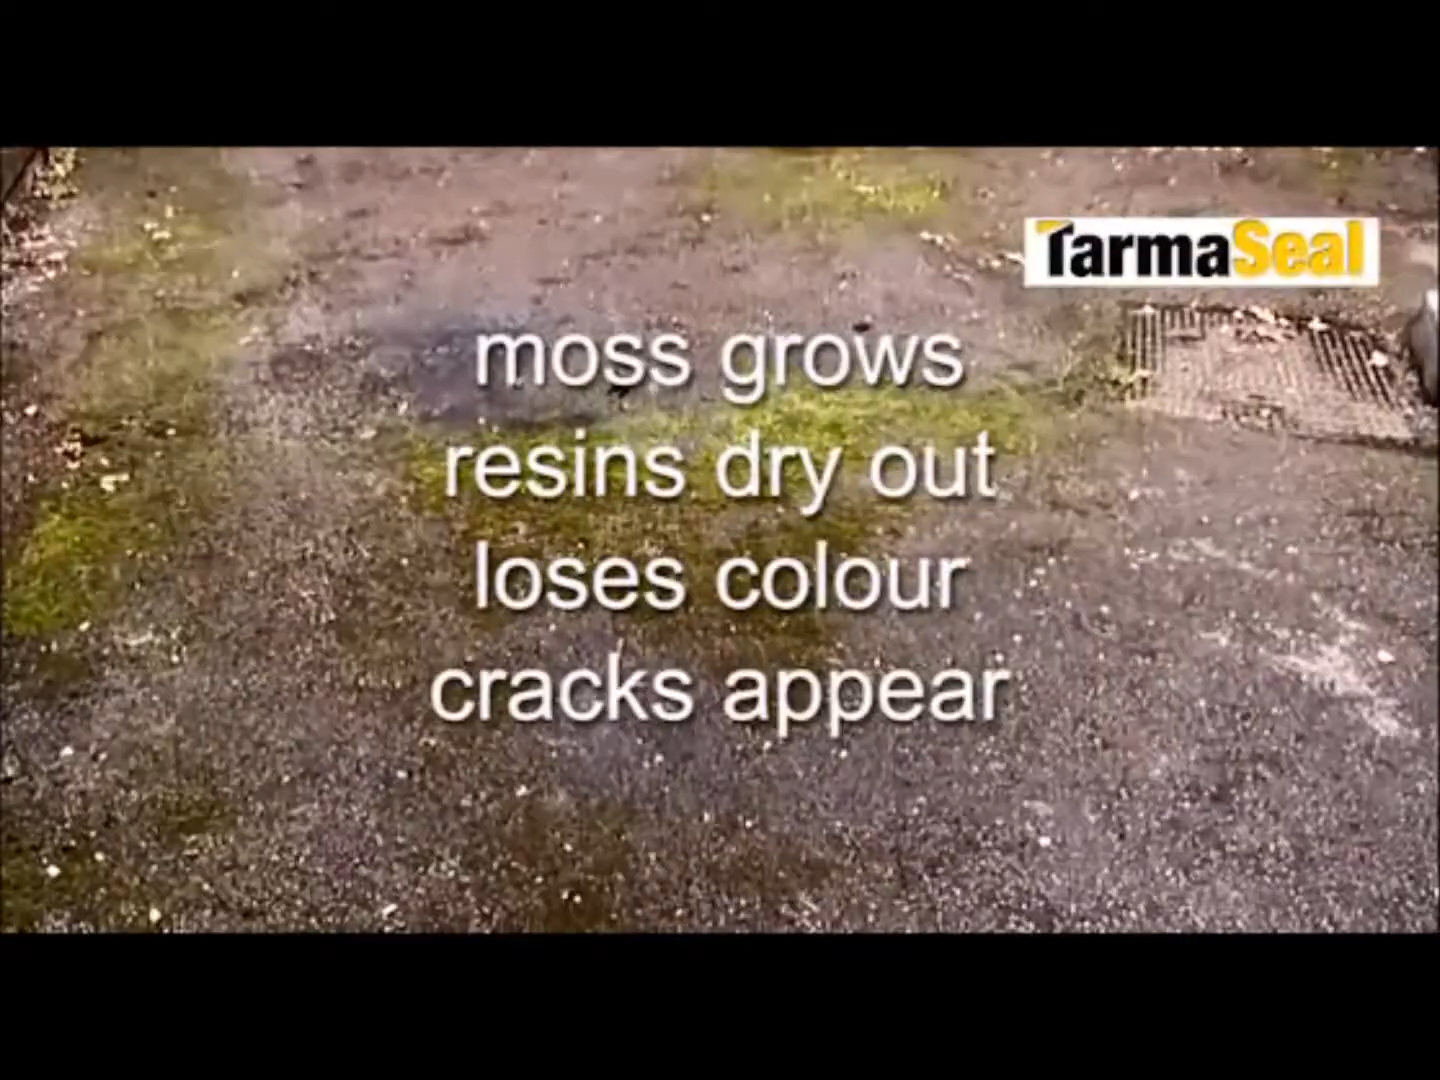 TarmaSeal
moss grows
resins dry out
loses colour
cracks appear